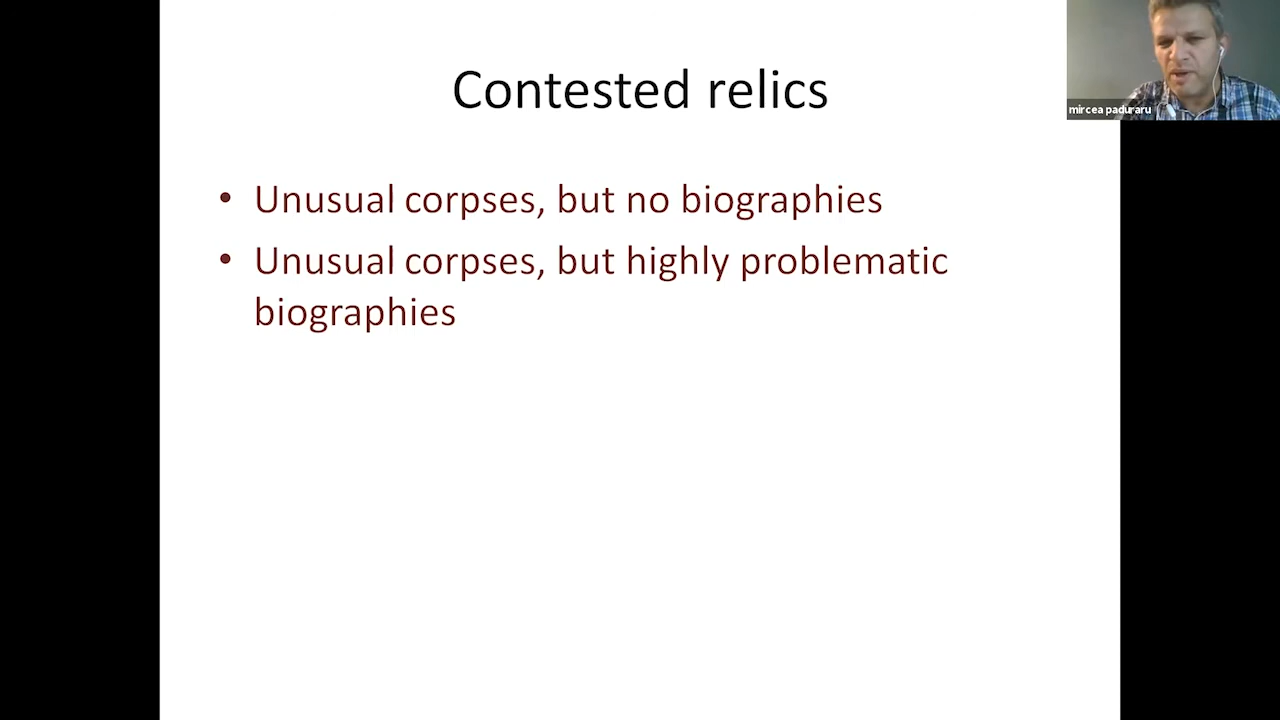 Contested relics
mircea paduraru
• Unusual corpses, but no biographies
• Unusual corpses, but highly problematic
biographies